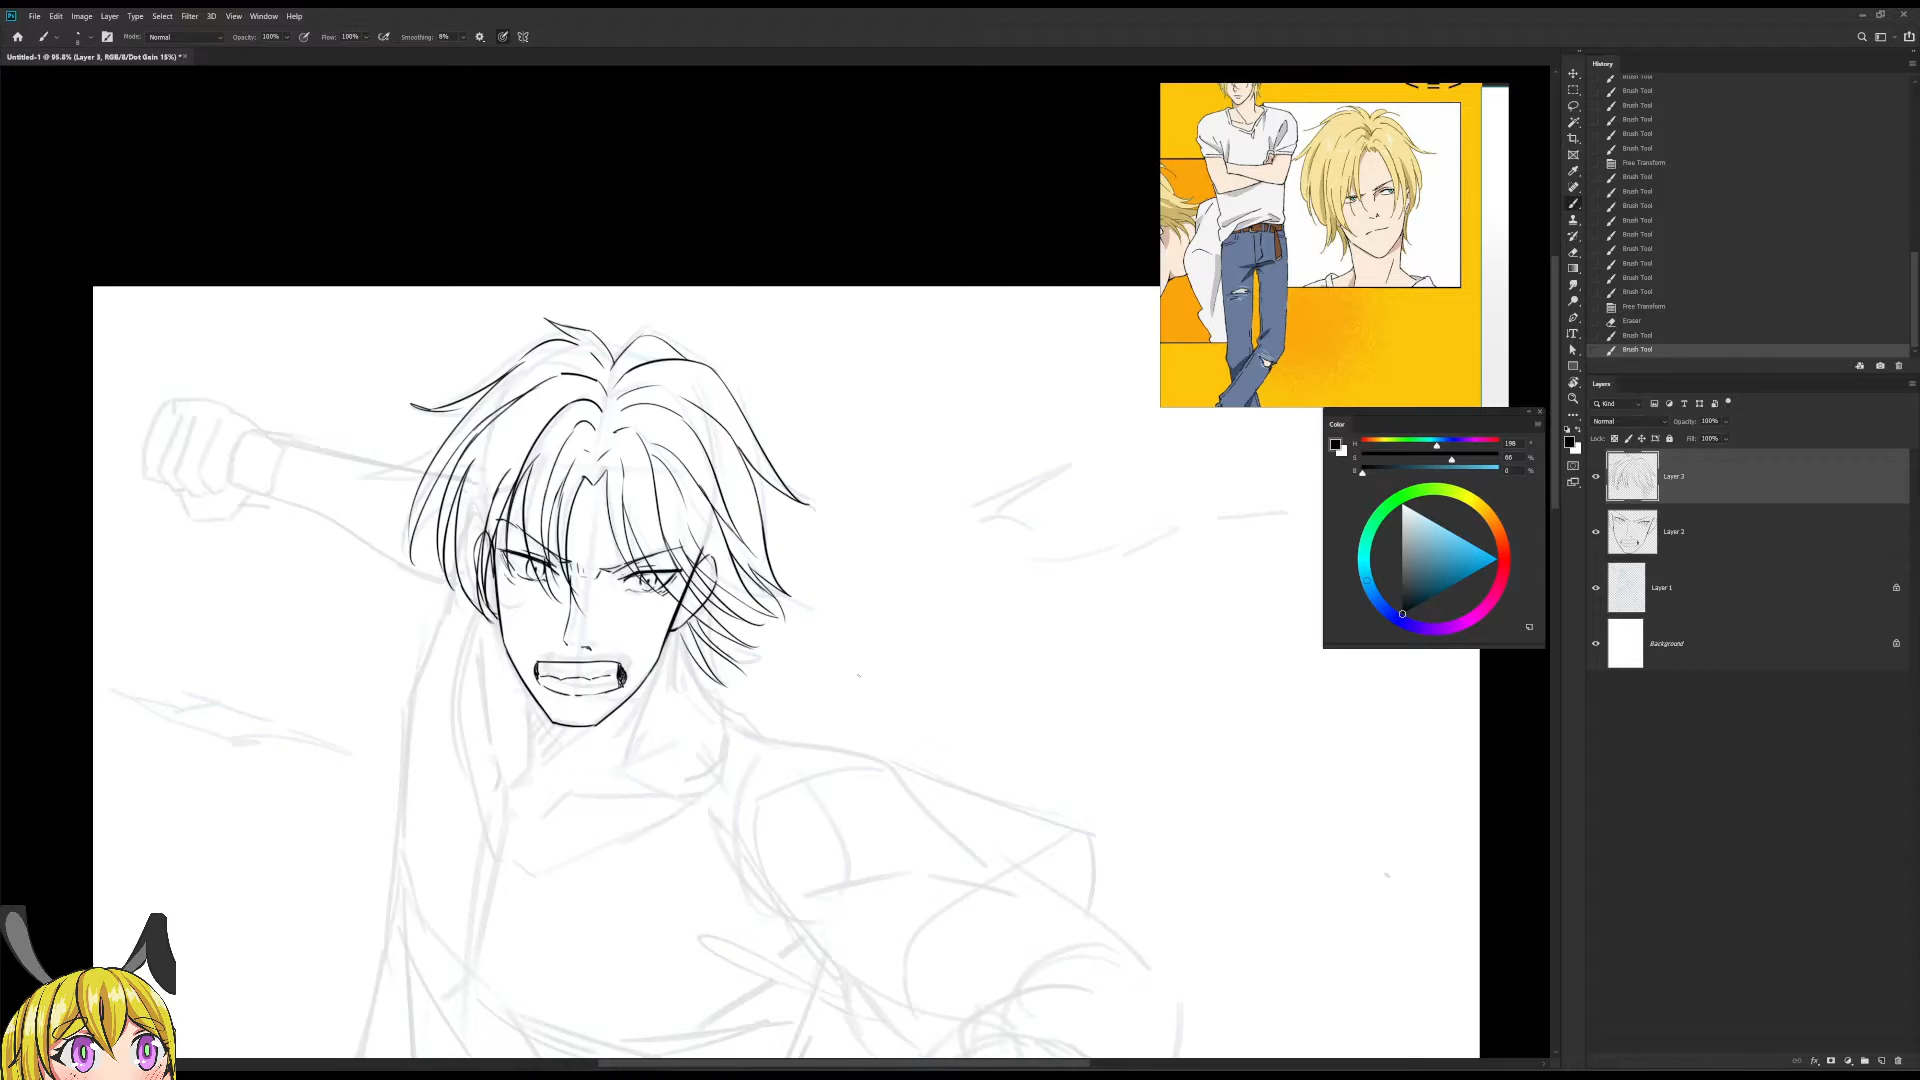 File Edit Image Layer Type Select Filter 3D View Window Help
8 Mode: Normal Opacity: 100% Flow: 100% Smoothing: 8%
Untitled-1 @ 95.8% (Layer 3, RGB/8/Dot Gain 15%) *
History
Brush Tool
Brush Tool
Brush Tool
Brush Tool
Brush Tool
Brush Tool
Free Transform
Brush Tool
Brush Tool
Brush Tool
Brush Tool
Brush Tool
Brush Tool
Brush Tool
Brush Tool
Brush Tool
Free Transform
Eraser
Brush Tool
Brush Tool
Layers
Kind
Normal Opacity: 100%
Lock: Fill: 100%
Layer 3
Layer 2
Layer 1
Background
Color
H 198 °
S 66 %
B 0 %